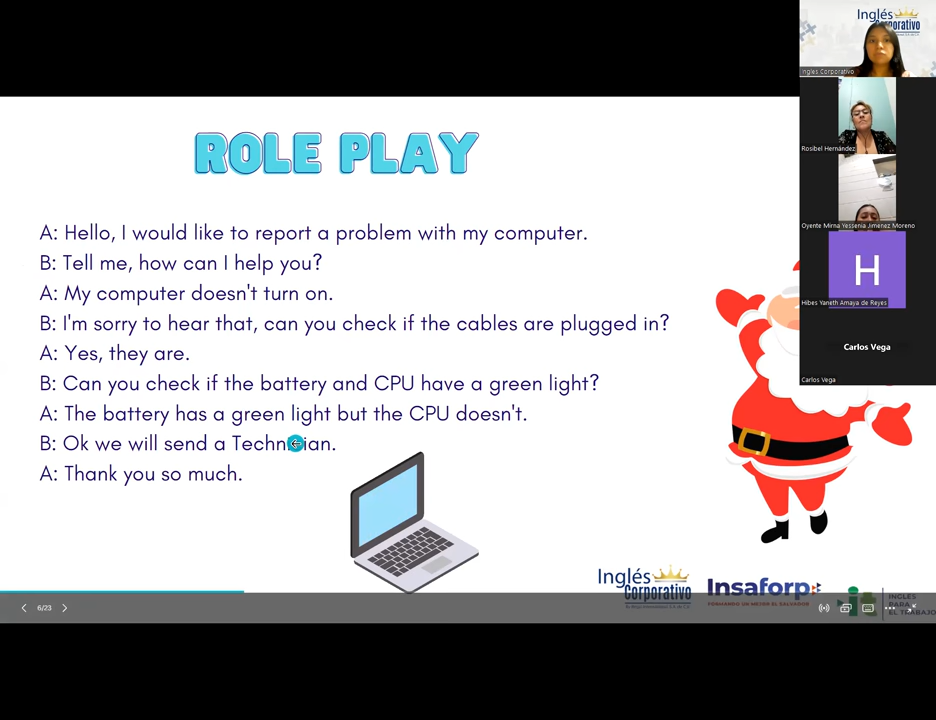 Inglés
Corporativo
Ingles Corporativo
ROLE PLAY
Rosibel Hernández
A: Hello, I would like to report a problem with my computer.
Oyente Mirna Yessenia Jimenez Moreno
B: Tell me, how can I help you?
H
A: My computer doesn't turn on.
Hibes Yaneth Amaya de Reyes
B: I'm sorry to hear that, can you check if the cables are plugged in?
Carlos Vega
A: Yes, they are.
Carlos Vega
B: Can you check if the battery and CPU have a green light?
A: The battery has a green light but the CPU doesn't.
B: Ok we will send a Technician.
A: Thank you so much.
Inglés
Corporativo
Insaforp
FORMANDO UN MEJOR EL SALVADOR
it
INGLÉS
PARA
EL TRABAJO
6/23